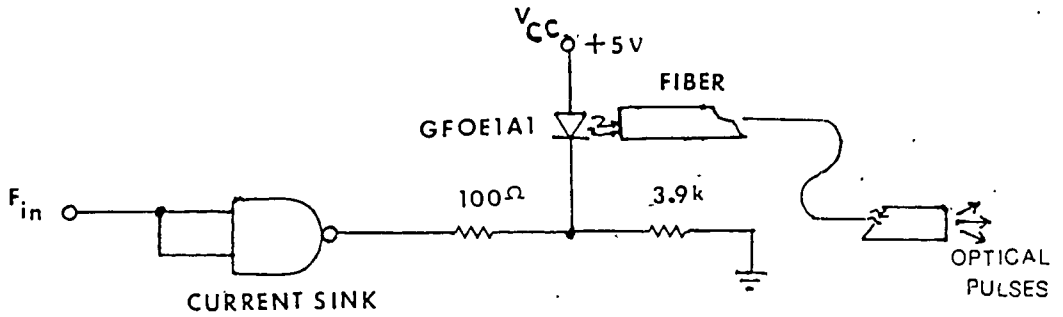 VCC
+5V
FIBER
GFOE1A1
Fin
100Ω
3.9k
CURRENT SINK
OPTICAL
PULSES